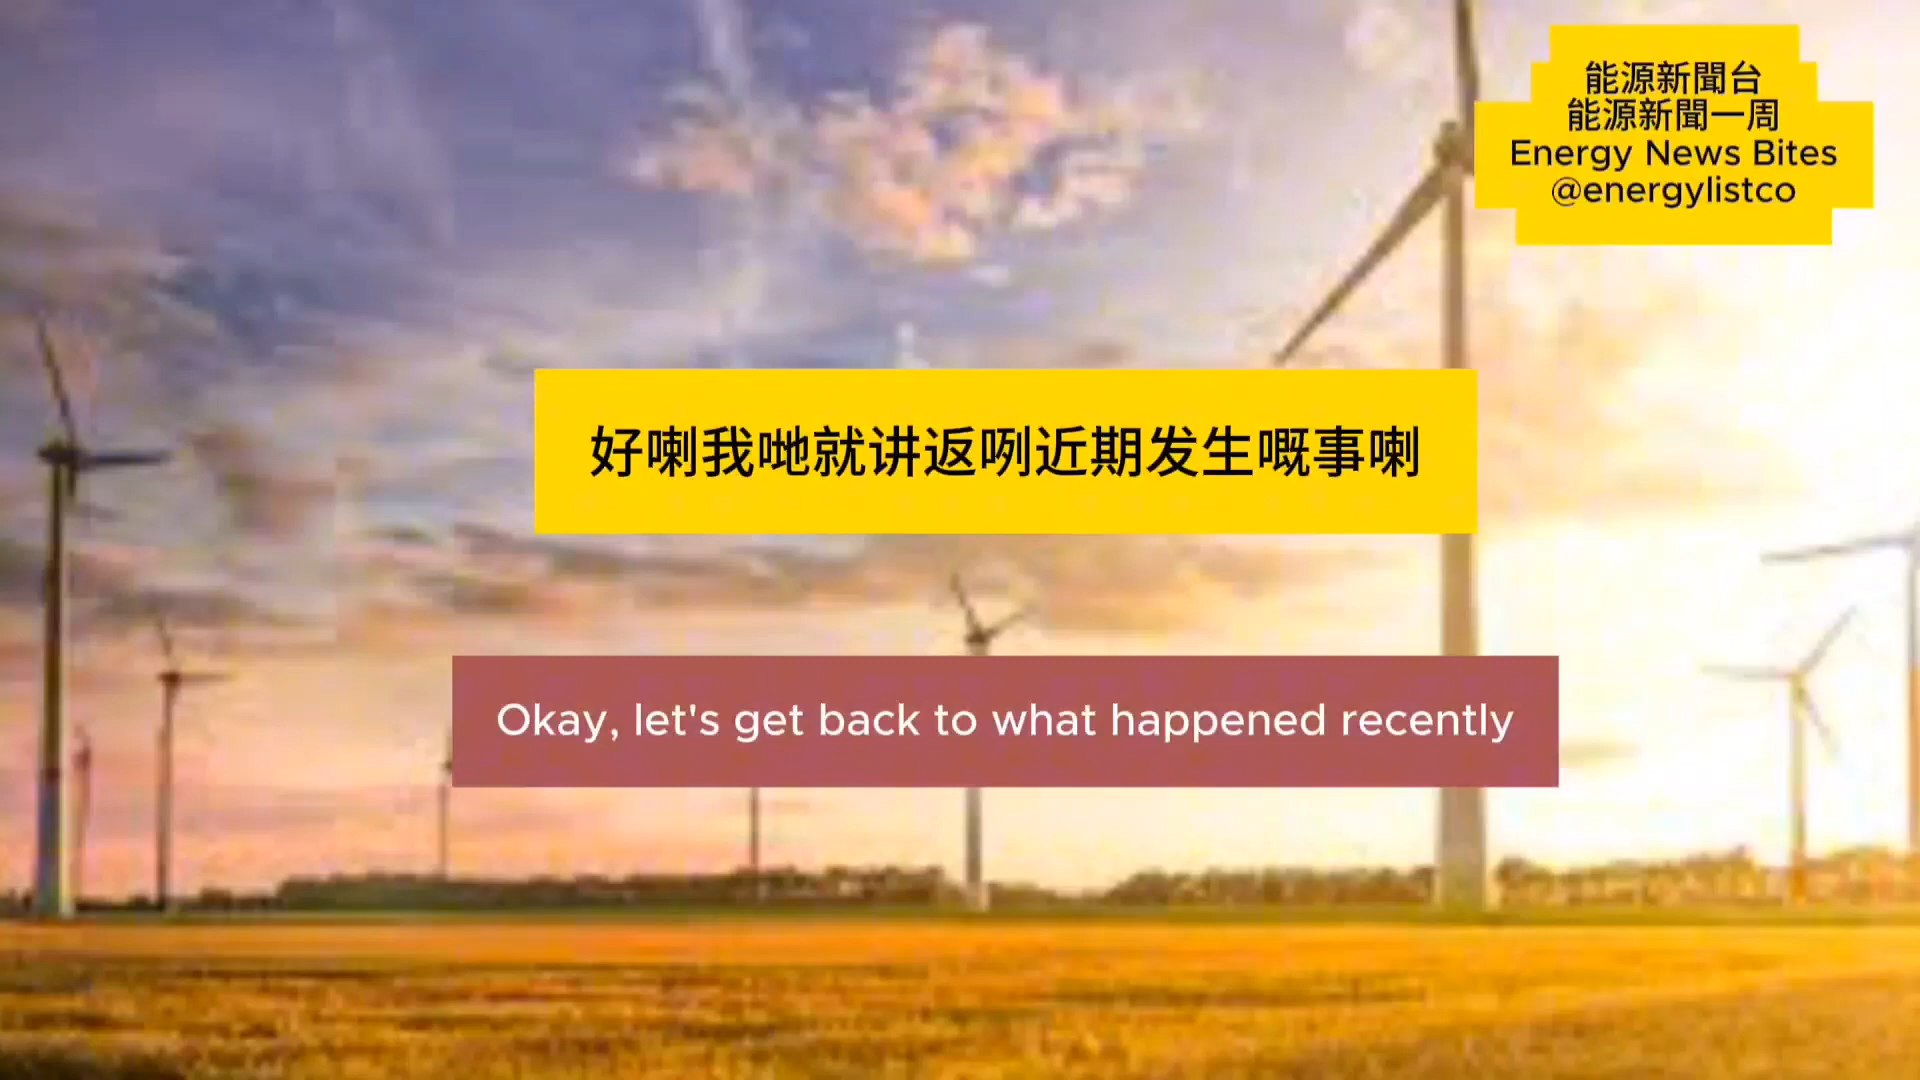 能源新聞台
能源新聞一周
Energy News Bites
@energylistco
好喇我哋就讲返咧近期发生嘅事喇
Okay, let's get back to what happened recently